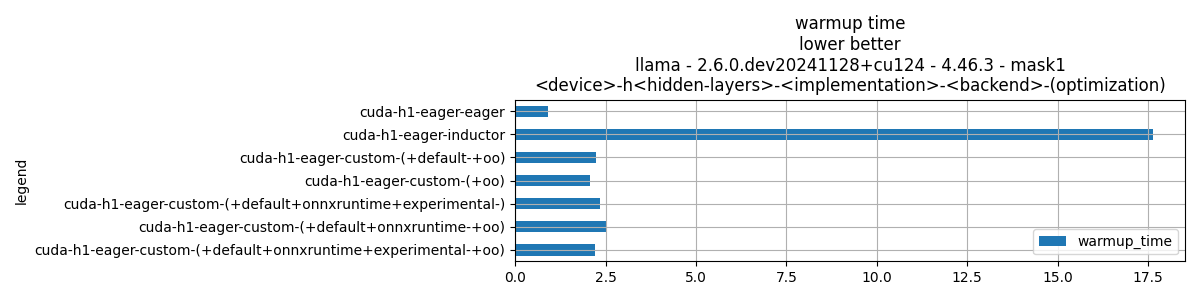 warmup time
lower better
llama - 2.6.0.dev20241128+cu124 - 4.46.3 - mask1
<device>-h<hidden-layers>-<implementation>-<backend>-(optimization)
legend
cuda-h1-eager-eager
cuda-h1-eager-inductor
cuda-h1-eager-custom-(+default-+oo)
cuda-h1-eager-custom-(+oo)
cuda-h1-eager-custom-(+default+onnxruntime+experimental-)
cuda-h1-eager-custom-(+default+onnxruntime-+oo)
cuda-h1-eager-custom-(+default+onnxruntime+experimental-+oo)
warmup_time
0.0 2.5 5.0 7.5 10.0 12.5 15.0 17.5